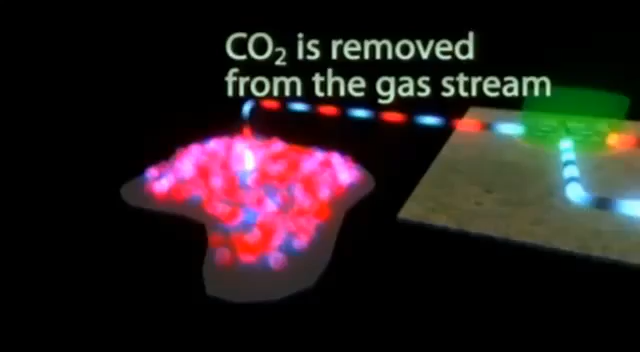 CO₂ is removed
from the gas stream